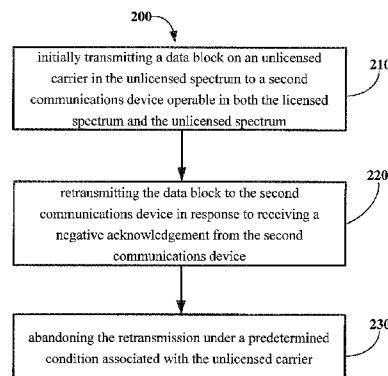 200
initially transmitting a data block on an unlicensed
carrier in the unlicensed spectrum to a second
communications device operable in both the licensed
spectrum and the unlicensed spectrum
210
retransmitting the data block to the second
communications device in response to receiving a
negative acknowledgement from the second
communications device
220
abandoning the retransmission under a predetermined
condition associated with the unlicensed carrier
230